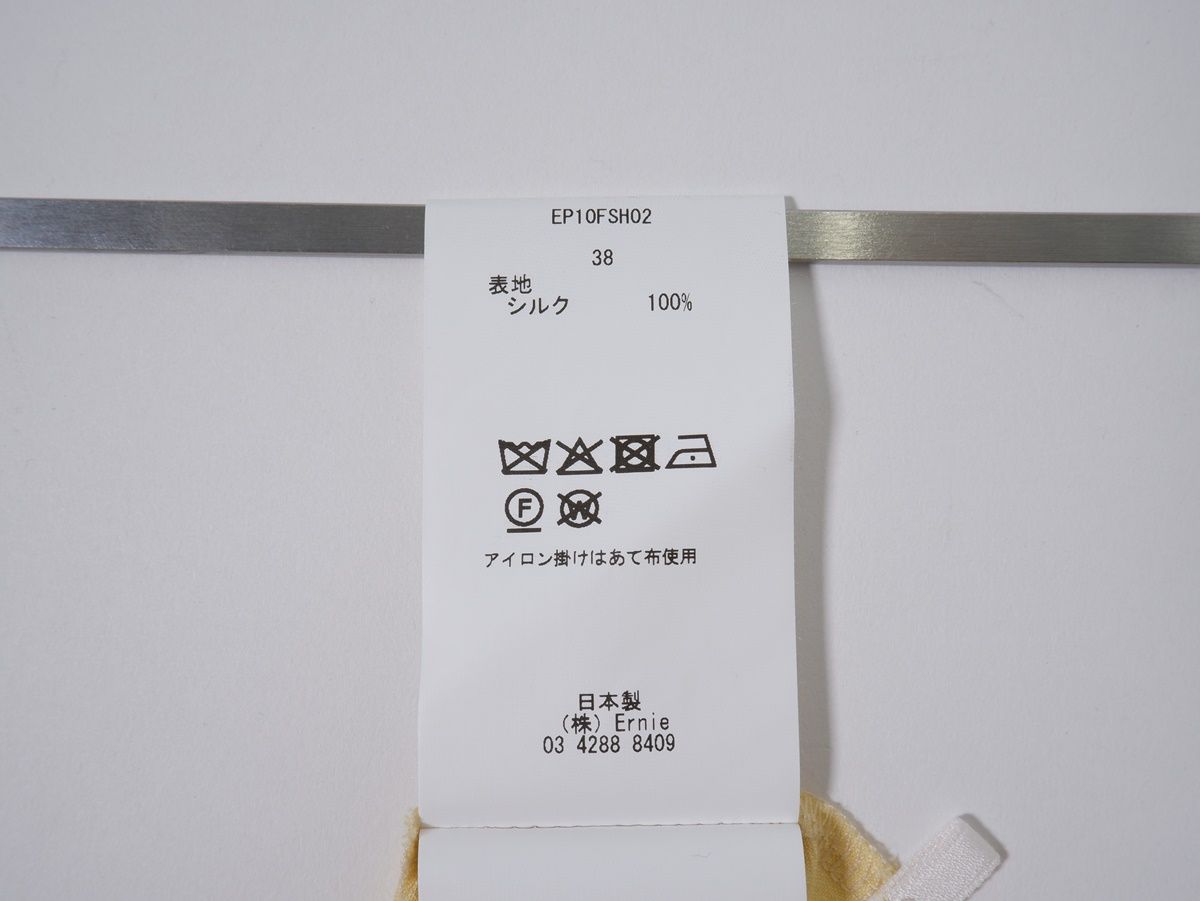 EP10FSH02
38
表地
シルク 100%
F W
アイロン掛けはあて布使用
日本製
(株) Ernie
03 4288 8409